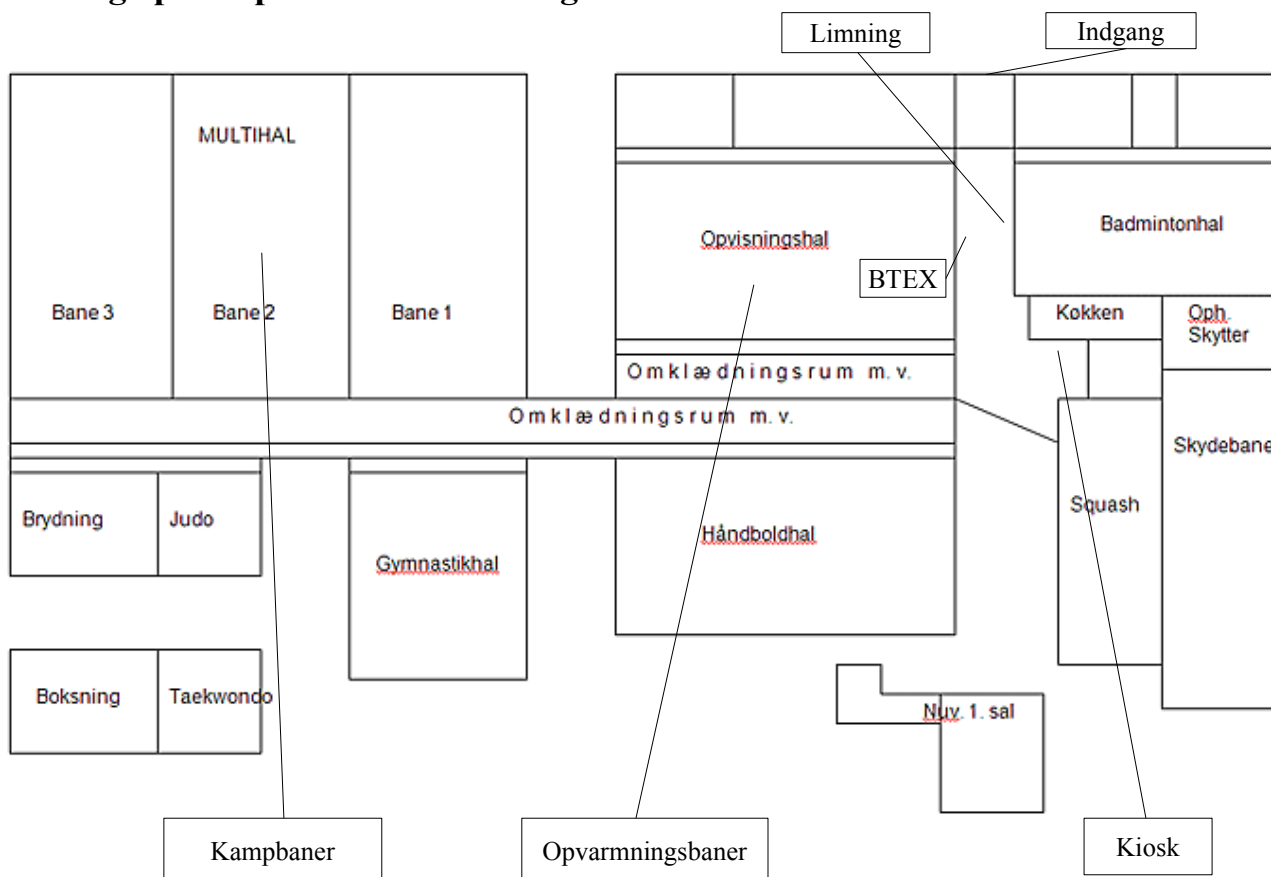 Limning
Indgang
MULTIHAL
Opvisningshal
Badmintonhal
BTEX
Bane 3
Bane 2
Bane 1
Køkken
Oph.
Skytter
Omklædningsrum m. v.
Omklædningsrum m. v.
Skydebane
Brydning
Judo
Squash
Håndboldhal
Gymnastikhal
Boksning
Taekwondo
Nuv. 1. sal
Kampbaner
Opvarmningsbaner
Kiosk